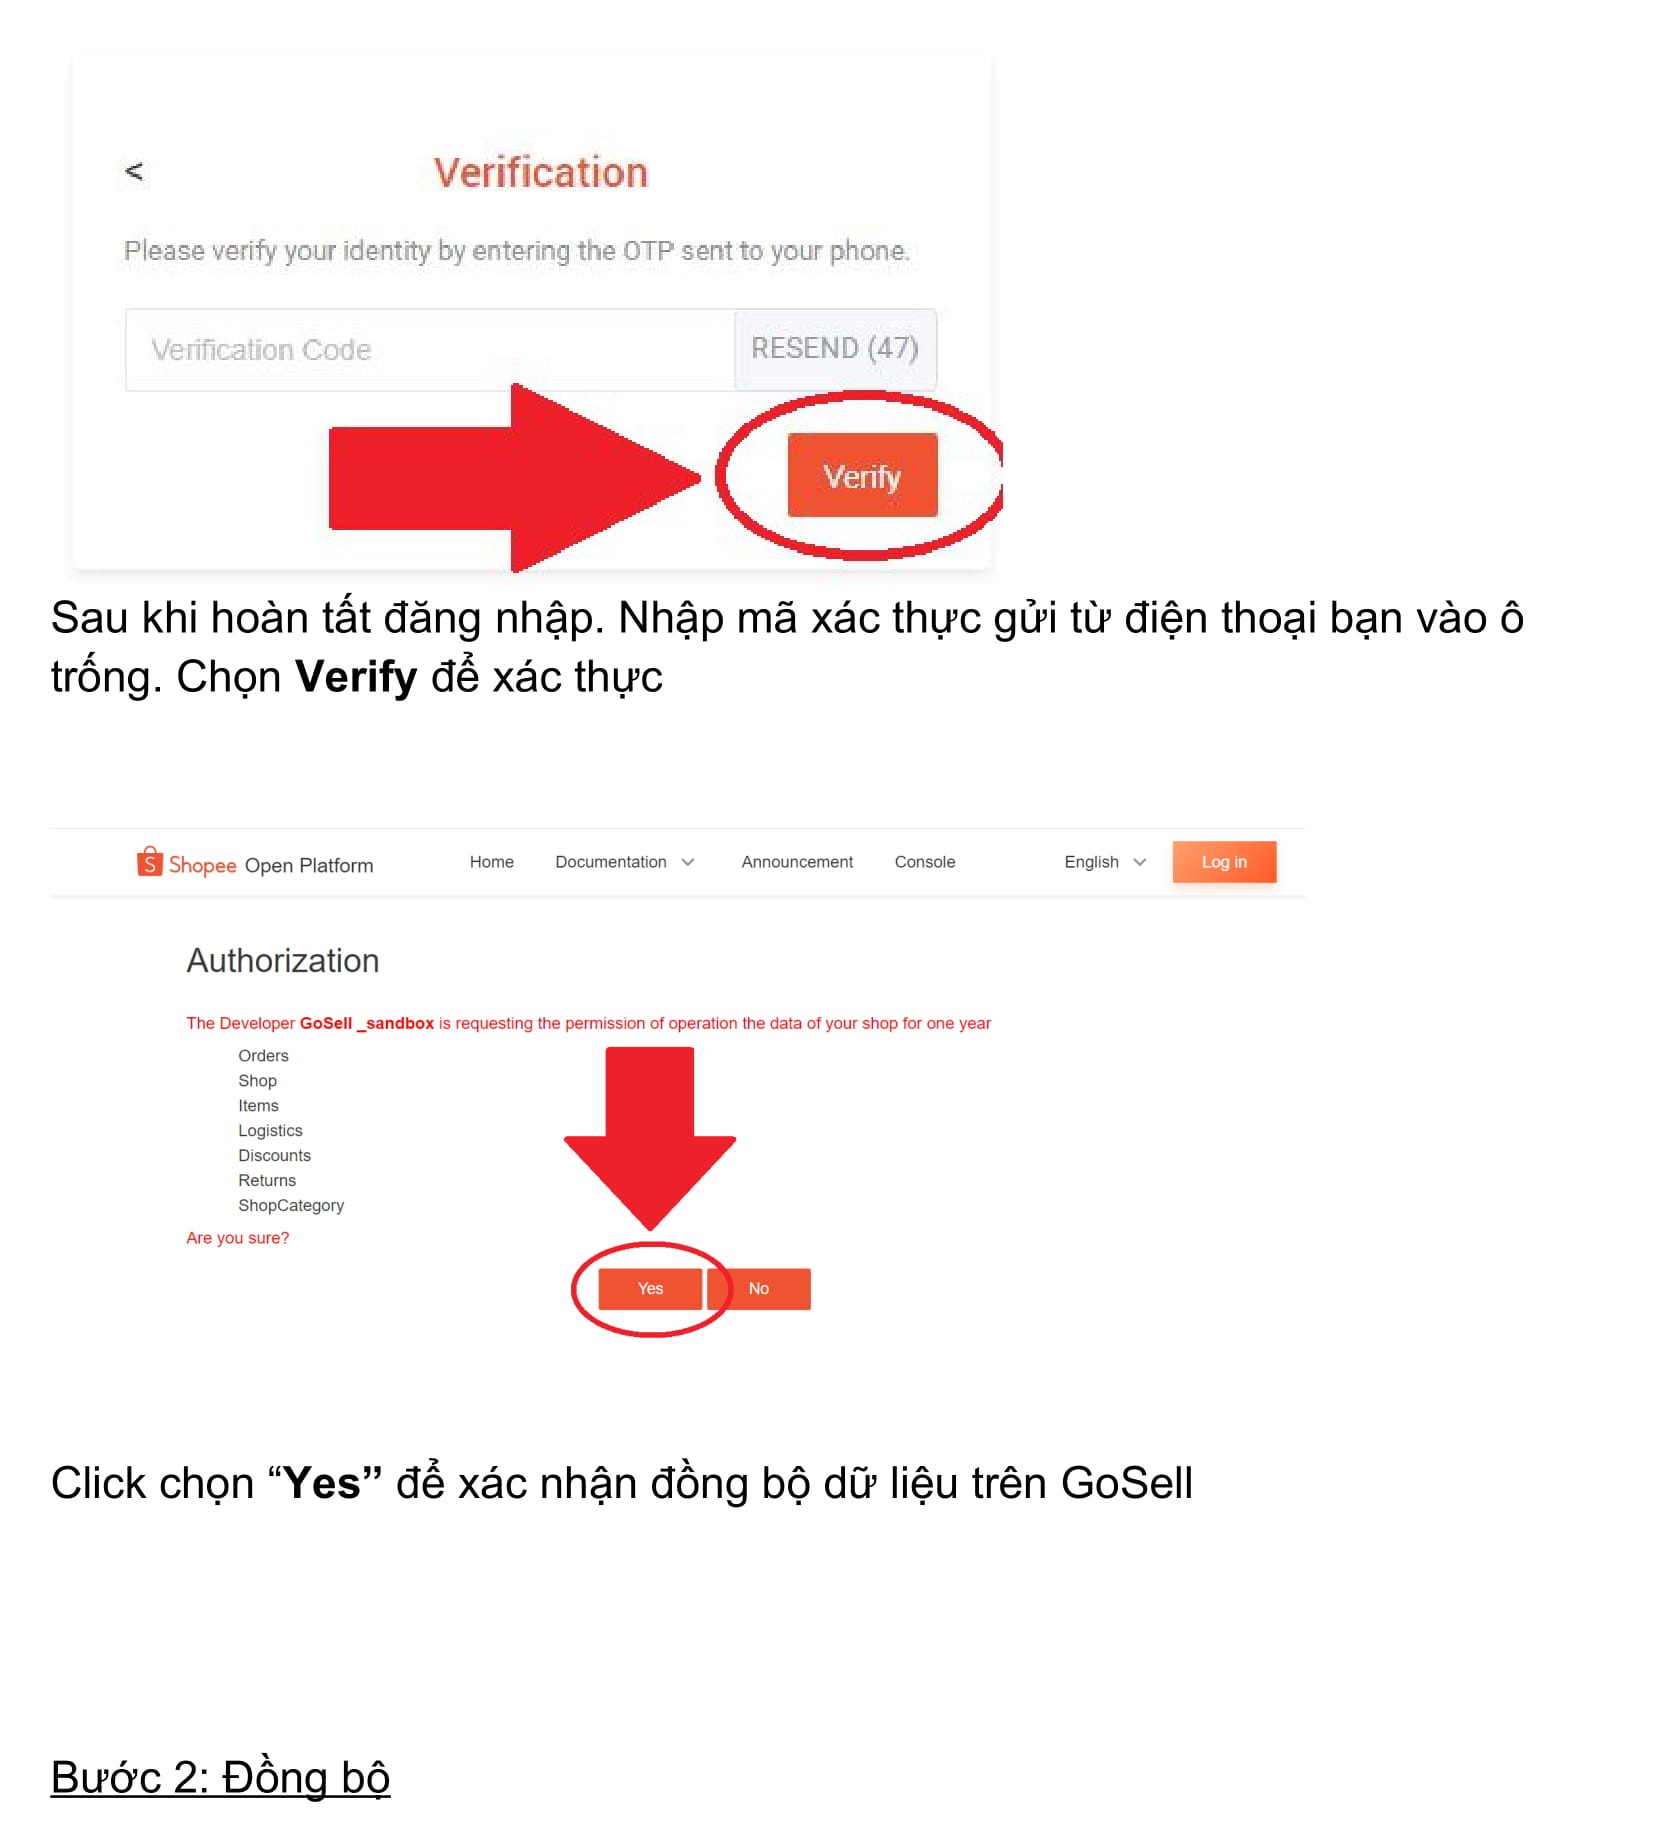 <
Verification
Please verify your identity by entering the OTP sent to your phone.
Verification Code
RESEND (47)
Verify
Sau khi hoàn tất đăng nhập. Nhập mã xác thực gửi từ điện thoại bạn vào ô
trống. Chọn Verify để xác thực
S Shopee Open Platform Home Documentation Announcement Console English Log in
Authorization
The Developer GoSell _sandbox is requesting the permission of operation the data of your shop for one year
Orders
Shop
Items
Logistics
Discounts
Returns
ShopCategory
Are you sure?
Yes No
Click chọn “Yes” để xác nhận đồng bộ dữ liệu trên GoSell
Bước 2: Đồng bộ